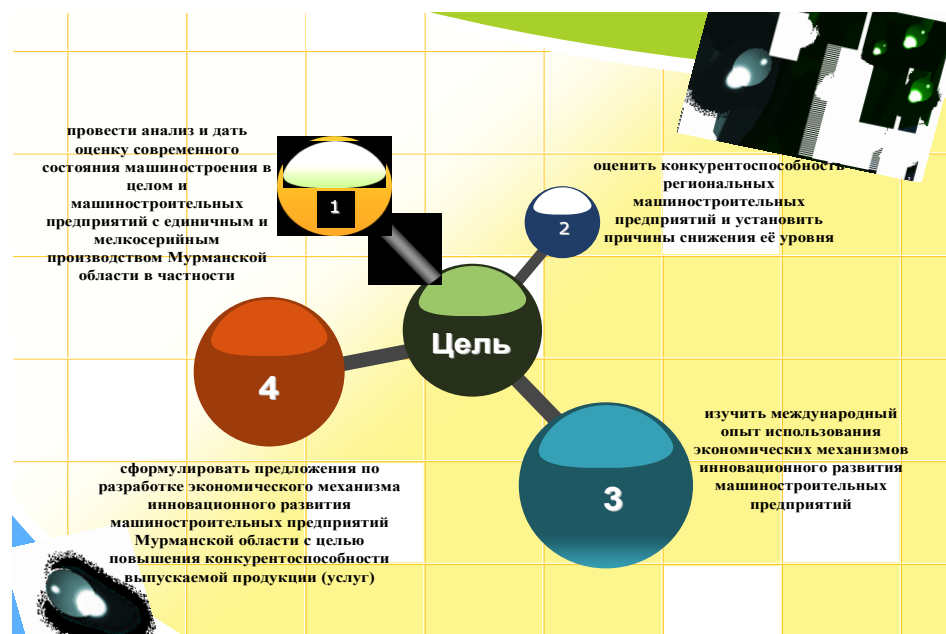 провести анализ и дать
оценку современного
состояния машиностроения в
целом и
машиностроительных
предприятий с единичным и
мелкосерийным
производством Мурманской
области в частности
1
оценить конкурентоспособность
региональных
машиностроительных
предприятий и установить
причины снижения её уровня
2
Цель
4
сформулировать предложения по
разработке экономического механизма
инновационного развития
машиностроительных предприятий
Мурманской области с целью
повышения конкурентоспособности
выпускаемой продукции (услуг)
3
изучить международный
опыт использования
экономических механизмов
инновационного развития
машиностроительных
предприятий